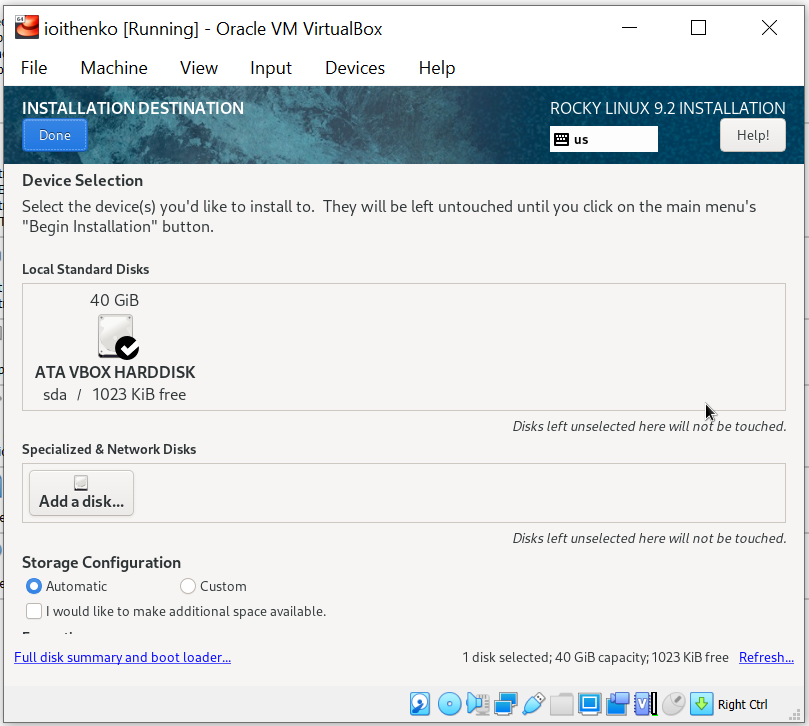 ioithenko [Running] - Oracle VM VirtualBox
File Machine View Input Devices Help
INSTALLATION DESTINATION
ROCKY LINUX 9.2 INSTALLATION
Done
us
Help!
Device Selection
Select the device(s) you'd like to install to. They will be left untouched until you click on the main menu's
"Begin Installation" button.
Local Standard Disks
40 GiB
ATA VBOX HARDDISK
sda / 1023 KiB free
Disks left unselected here will not be touched.
Specialized & Network Disks
Add a disk...
Disks left unselected here will not be touched.
Storage Configuration
Automatic Custom
I would like to make additional space available.
Full disk summary and boot loader...
1 disk selected; 40 GiB capacity; 1023 KiB free Refresh...
Right Ctrl